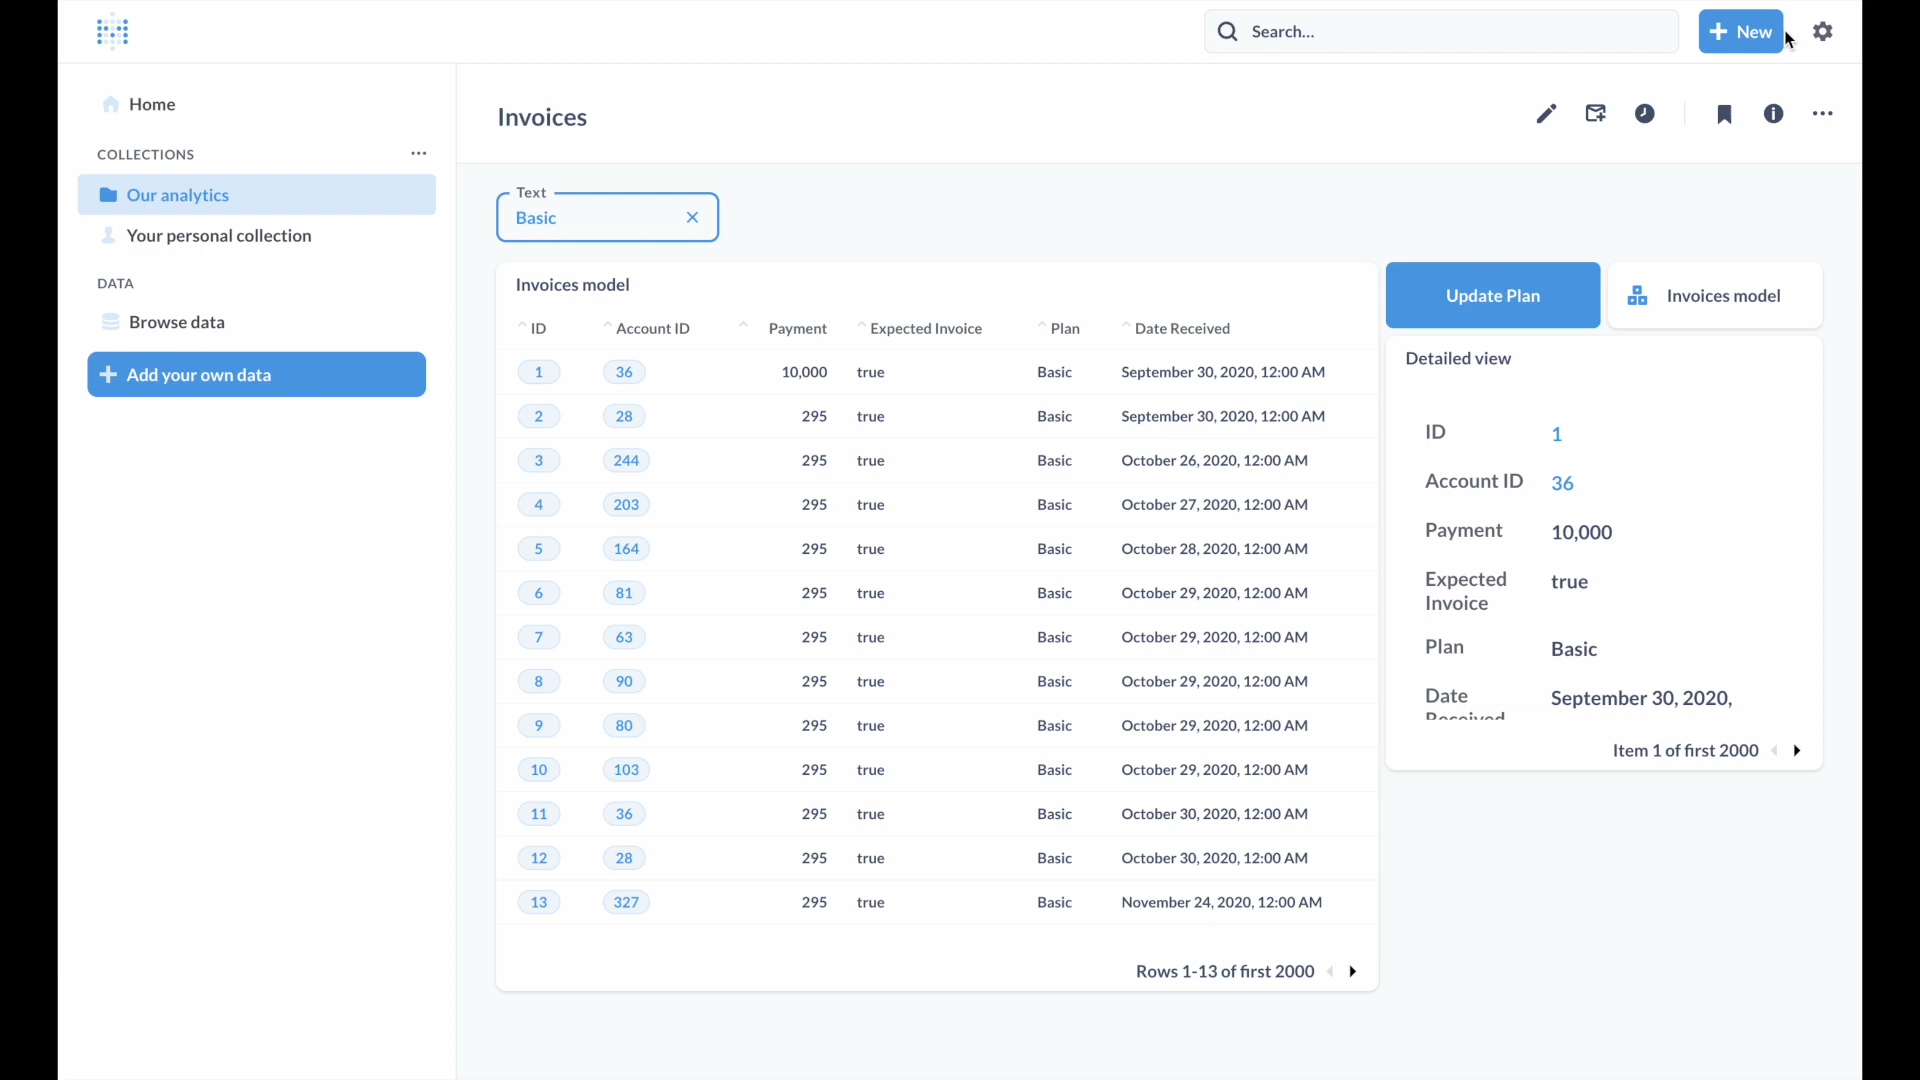 Search...
New
Home
COLLECTIONS
Our analytics
Your personal collection
DATA
Browse data
Add your own data
Invoices
Text
Basic
Invoices model
ID Account ID Payment Expected Invoice Plan Date Received
1 36 10,000 true Basic September 30, 2020, 12:00 AM
2 28 295 true Basic September 30, 2020, 12:00 AM
3 244 295 true Basic October 26, 2020, 12:00 AM
4 203 295 true Basic October 27, 2020, 12:00 AM
5 164 295 true Basic October 28, 2020, 12:00 AM
6 81 295 true Basic October 29, 2020, 12:00 AM
7 63 295 true Basic October 29, 2020, 12:00 AM
8 90 295 true Basic October 29, 2020, 12:00 AM
9 80 295 true Basic October 29, 2020, 12:00 AM
10 103 295 true Basic October 29, 2020, 12:00 AM
11 36 295 true Basic October 30, 2020, 12:00 AM
12 28 295 true Basic October 30, 2020, 12:00 AM
13 327 295 true Basic November 24, 2020, 12:00 AM
Rows 1-13 of first 2000
Update Plan
Invoices model
Detailed view
ID 1
Account ID 36
Payment 10,000
Expected true
Invoice
Plan Basic
Date September 30, 2020,
Received
Item 1 of first 2000